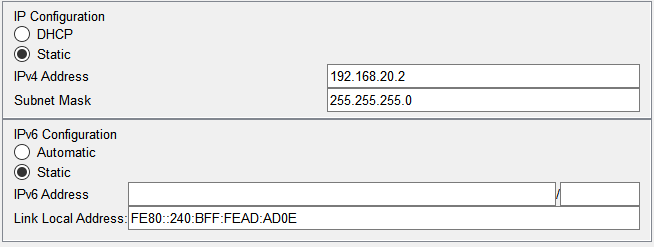 IP Configuration
DHCP
Static
IPv4 Address 192.168.20.2
Subnet Mask 255.255.255.0
IPv6 Configuration
Automatic
Static
IPv6 Address /
Link Local Address: FE80::240:BFF:FEAD:AD0E